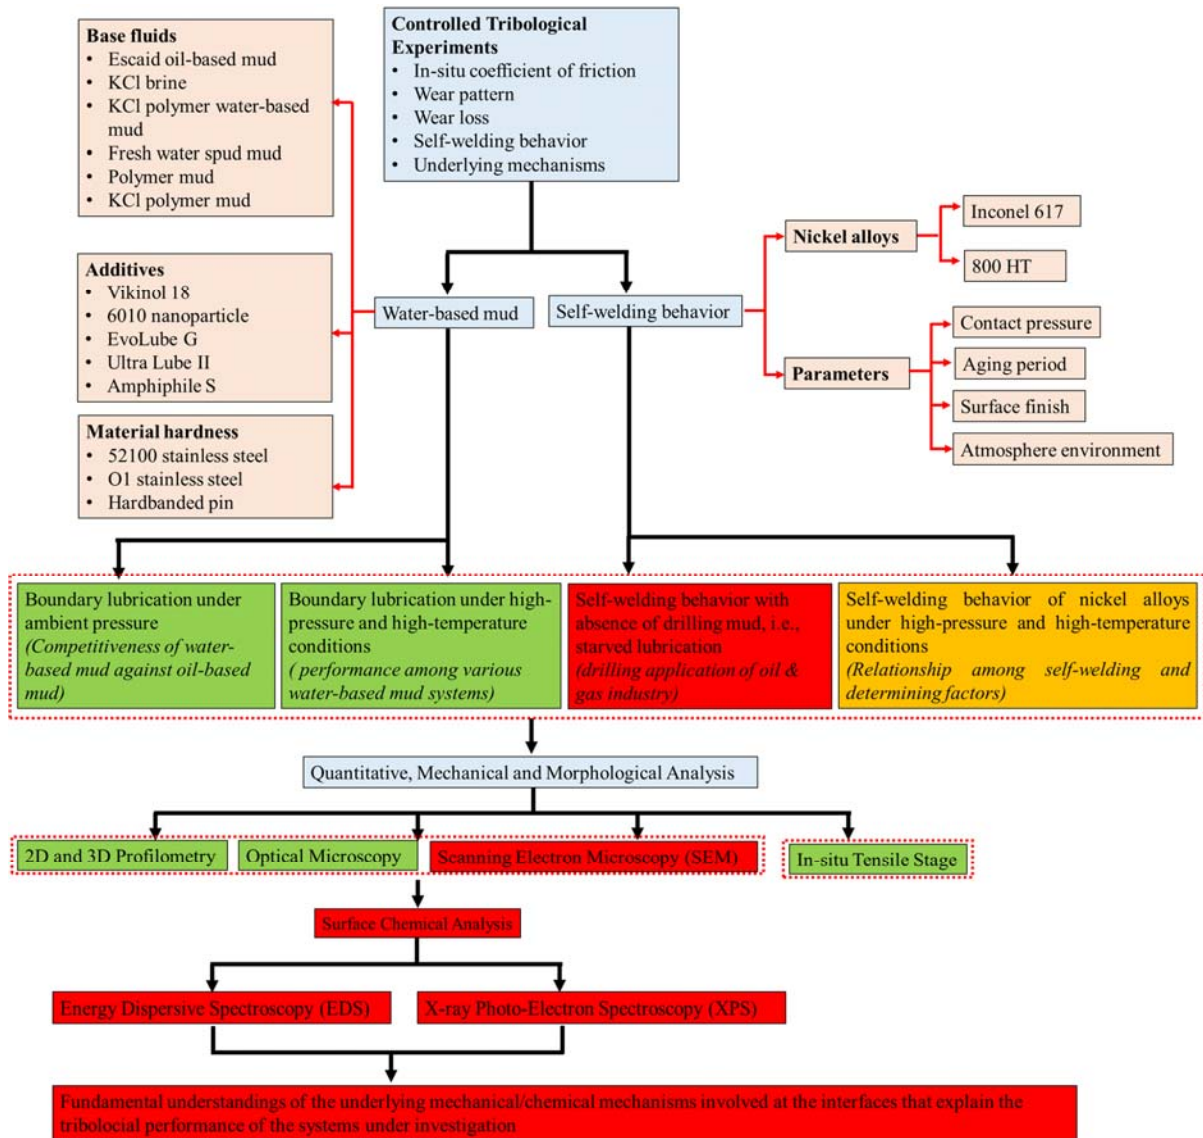 Base fluids
• Escaid oil-based mud
• KCl brine
• KCl polymer water-based
mud
• Fresh water spud mud
• Polymer mud
• KCl polymer mud
Controlled Tribological
Experiments
• In-situ coefficient of friction
• Wear pattern
• Wear loss
• Self-welding behavior
• Underlying mechanisms
Additives
• Vikinol 18
• 6010 nanoparticle
• EvoLube G
• Ultra Lube II
• Amphiphile S
Material hardness
• 52100 stainless steel
• O1 stainless steel
• Hardbanded pin
Water-based mud
Self-welding behavior
Nickel alloys
Inconel 617
800 HT
Parameters
Contact pressure
Aging period
Surface finish
Atmosphere environment
Boundary lubrication under
ambient pressure
(Competitiveness of water-
based mud against oil-based
mud)
Boundary lubrication under high-
pressure and high-temperature
conditions
( performance among various
water-based mud systems)
Self-welding behavior with
absence of drilling mud, i.e.,
starved lubrication
(drilling application of oil &
gas industry)
Self-welding behavior of nickel alloys
under high-pressure and high-temperature
conditions
(Relationship among self-welding and
determining factors)
Quantitative, Mechanical and Morphological Analysis
2D and 3D Profilometry
Optical Microscopy
Scanning Electron Microscopy (SEM)
In-situ Tensile Stage
Surface Chemical Analysis
Energy Dispersive Spectroscopy (EDS)
X-ray Photo-Electron Spectroscopy (XPS)
Fundamental understandings of the underlying mechanical/chemical mechanisms involved at the interfaces that explain the
tribolocial performance of the systems under investigation